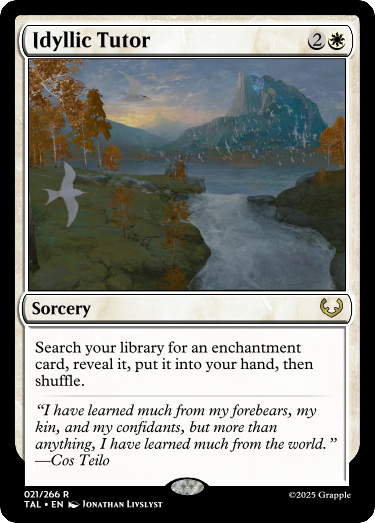 Idyllic Tutor 2
Sorcery
Search your library for an enchantment
card, reveal it, put it into your hand, then
shuffle.
“I have learned much from my forebears, my
kin, and my confidants, but more than
anything, I have learned much from the world.”
—Cos Teilo
021/266 R
TAL • EN Jonathan Livslyst
©2025 Grapple